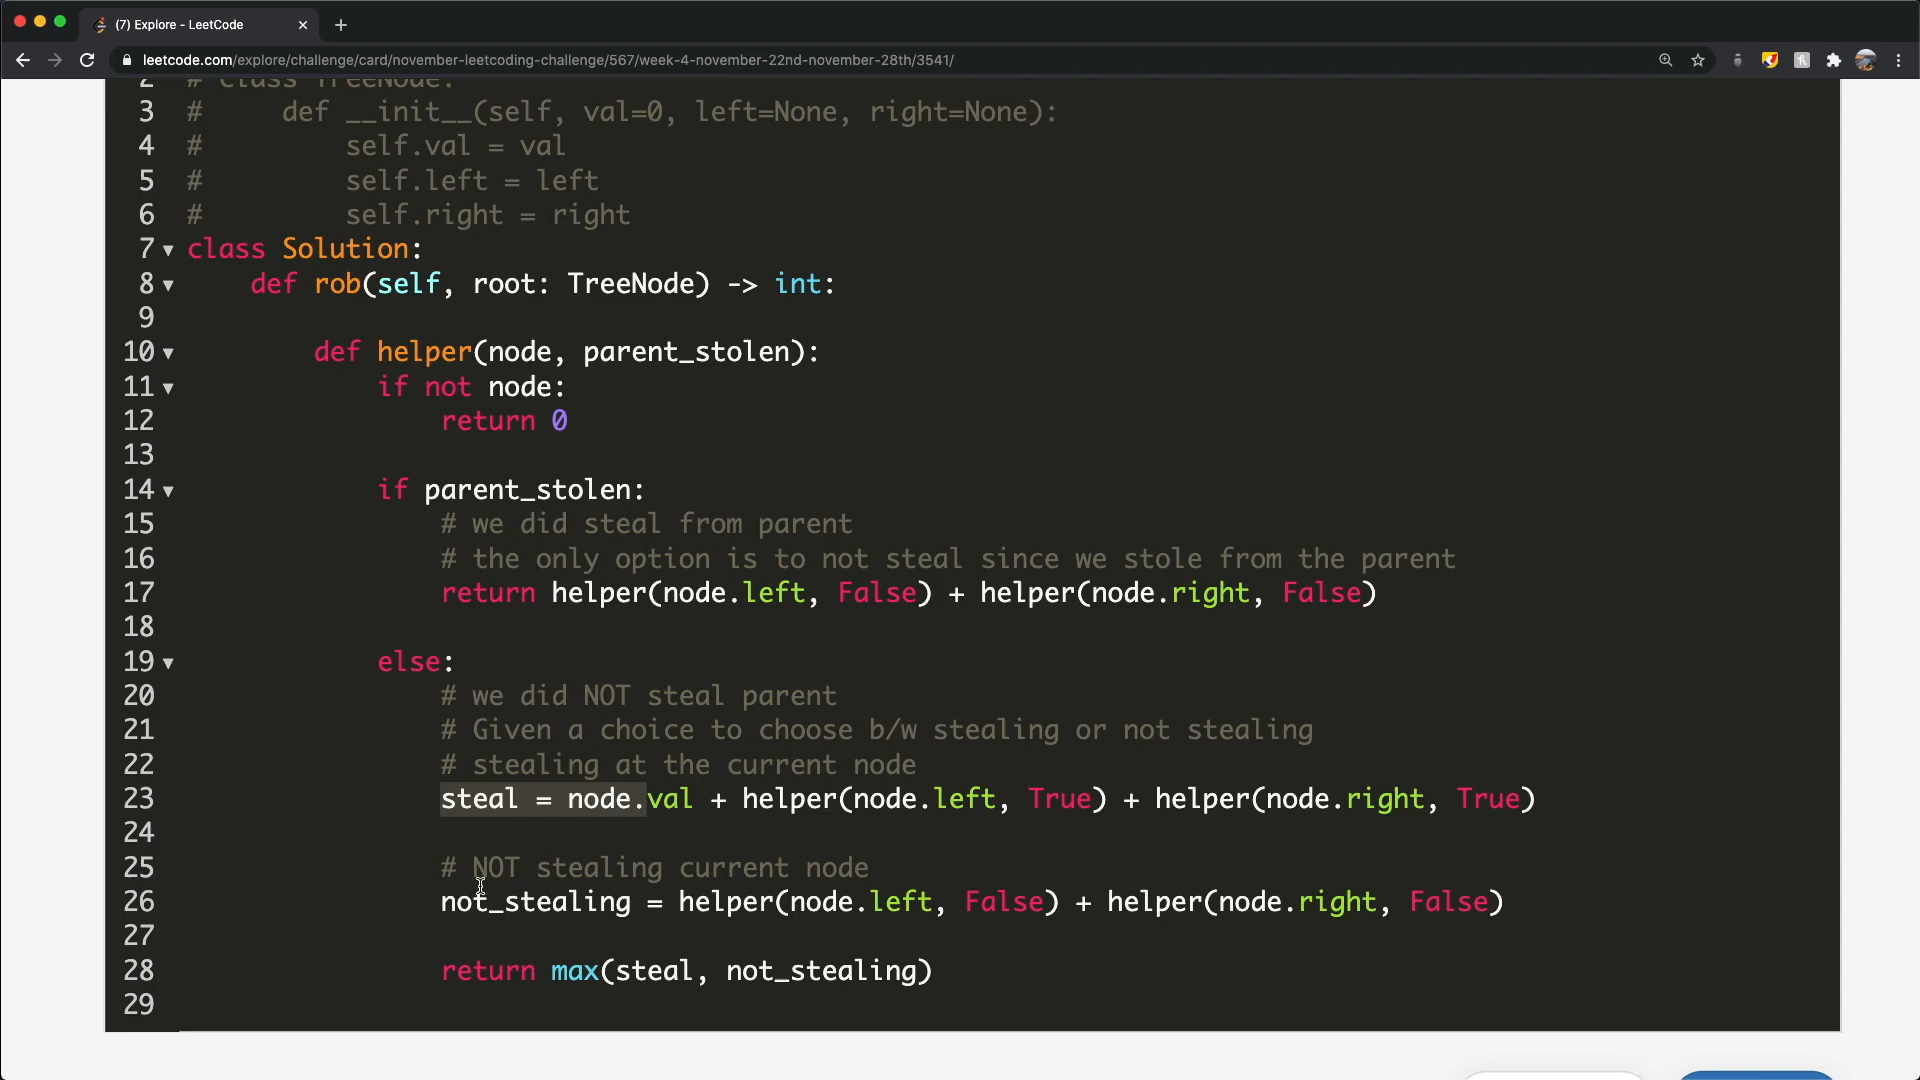 (7) Explore - LeetCode
leetcode.com/explore/challenge/card/november-leetcoding-challenge/567/week-4-november-22nd-november-28th/3541/
2 # class TreeNode:
3 #     def __init__(self, val=0, left=None, right=None):
4 #         self.val = val
5 #         self.left = left
6 #         self.right = right
7 class Solution:
8     def rob(self, root: TreeNode) -> int:
9
10         def helper(node, parent_stolen):
11             if not node:
12                 return 0
13
14             if parent_stolen:
15                 # we did steal from parent
16                 # the only option is to not steal since we stole from the parent
17                 return helper(node.left, False) + helper(node.right, False)
18
19             else:
20                 # we did NOT steal parent
21                 # Given a choice to choose b/w stealing or not stealing
22                 # stealing at the current node
23                 steal = node.val + helper(node.left, True) + helper(node.right, True)
24
25                 # NOT stealing current node
26                 not_stealing = helper(node.left, False) + helper(node.right, False)
27
28                 return max(steal, not_stealing)
29